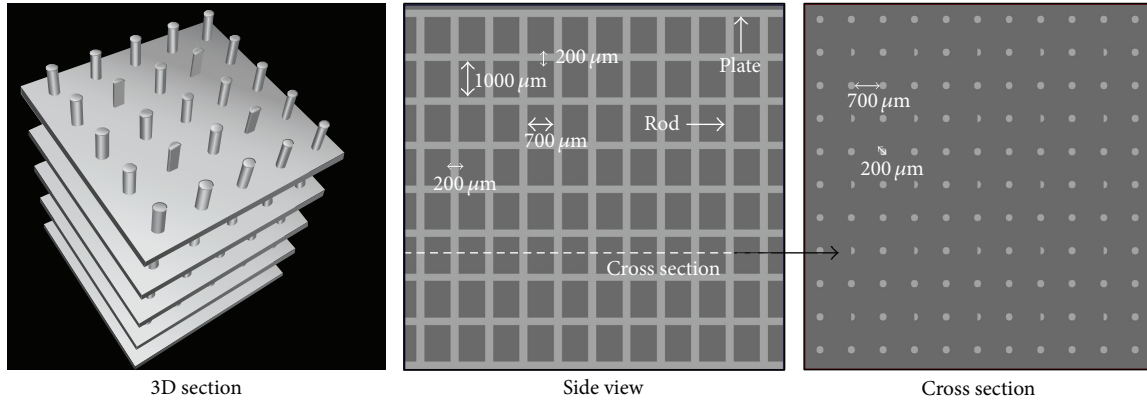 200 μm
1000 μm
Plate
Rod
700 μm
200 μm
Cross section
700 μm
200 μm
3D section
Side view
Cross section